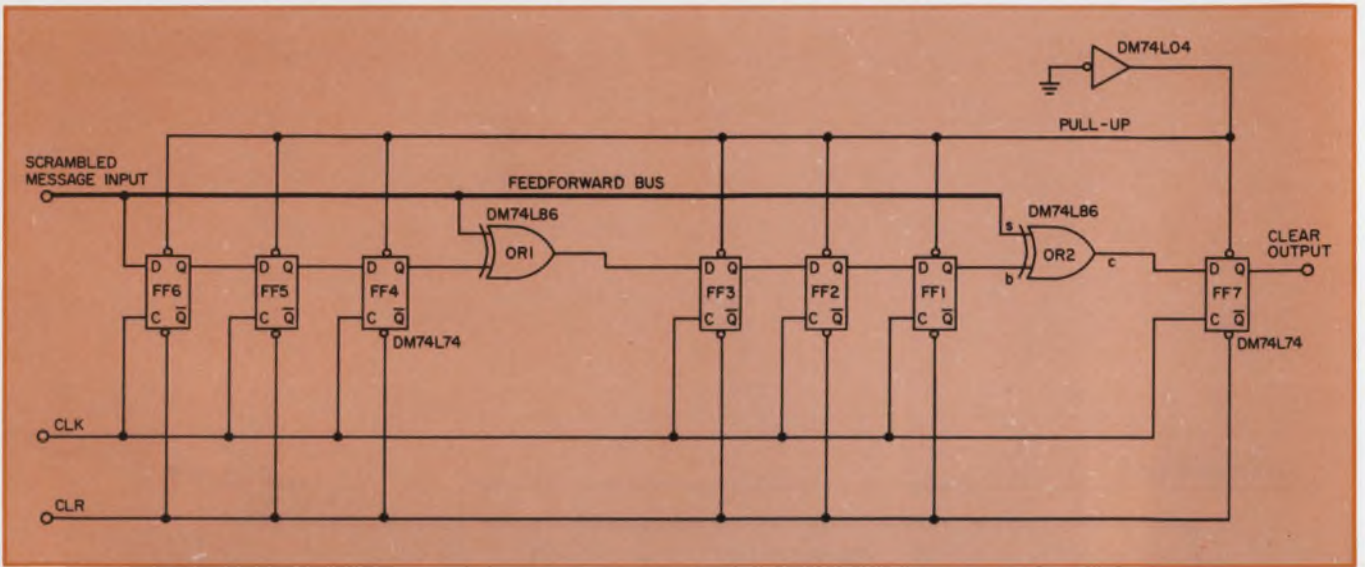 DM74L04
PULL-UP
SCRAMBLED
MESSAGE INPUT
FEEDFORWARD BUS
DM74L86
DM74L86
CLEAR
OUTPUT
s
OR1
OR2
c
b
D Q
FF6
C Q̅
D Q
FF5
C Q̅
D Q
FF4
C Q̅
D Q
FF3
C Q̅
D Q
FF2
C Q̅
D Q
FF1
C Q̅
D Q
FF7
C Q̅
DM74L74
DM74L74
CLK
CLR